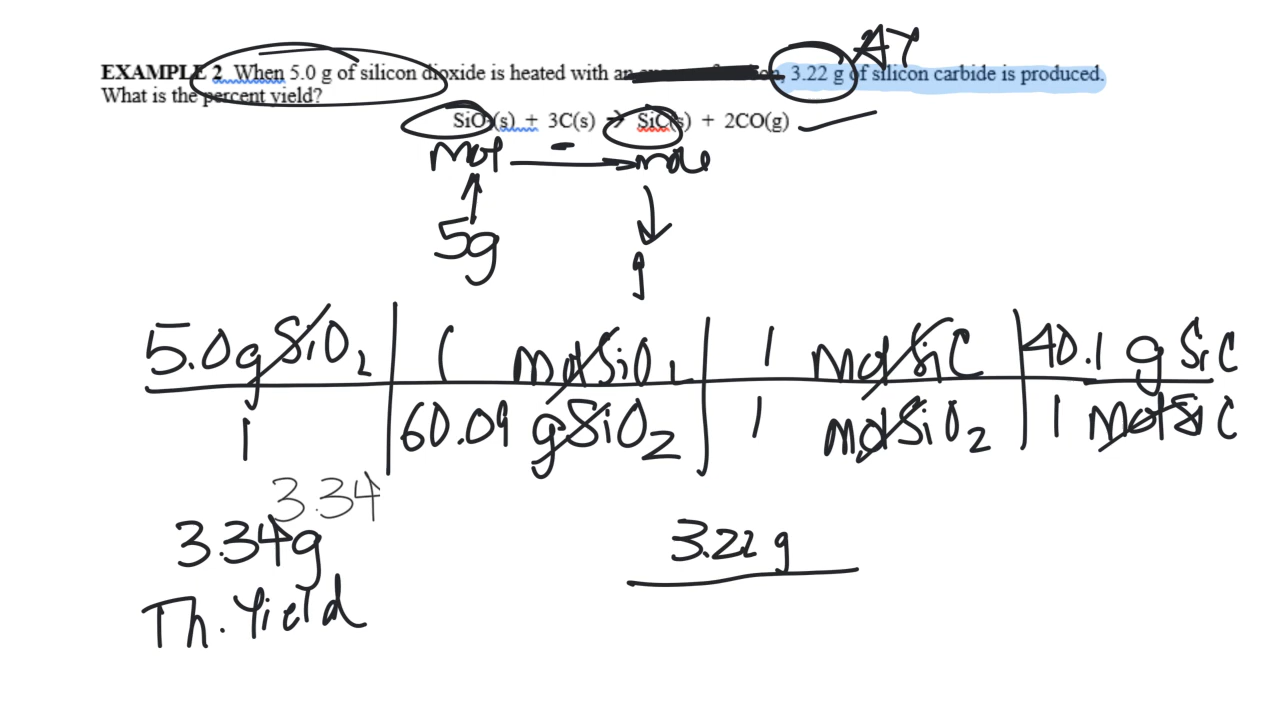 AY
EXAMPLE 2 When 5.0 g of silicon dioxide is heated with an 3.22 g of silicon carbide is produced.
What is the percent yield?
SiO (s) + 3C(s) → SiC(s) + 2CO(g)
mol → mole
5g
g
5.0g SiO2 | 1 mol SiO2 | 1 mol SiC | 40.1 g SiC
1 | 60.09 g SiO2 | 1 mol SiO2 | 1 mol SiC
3.34
3.34g 3.22 g
Th. Yield